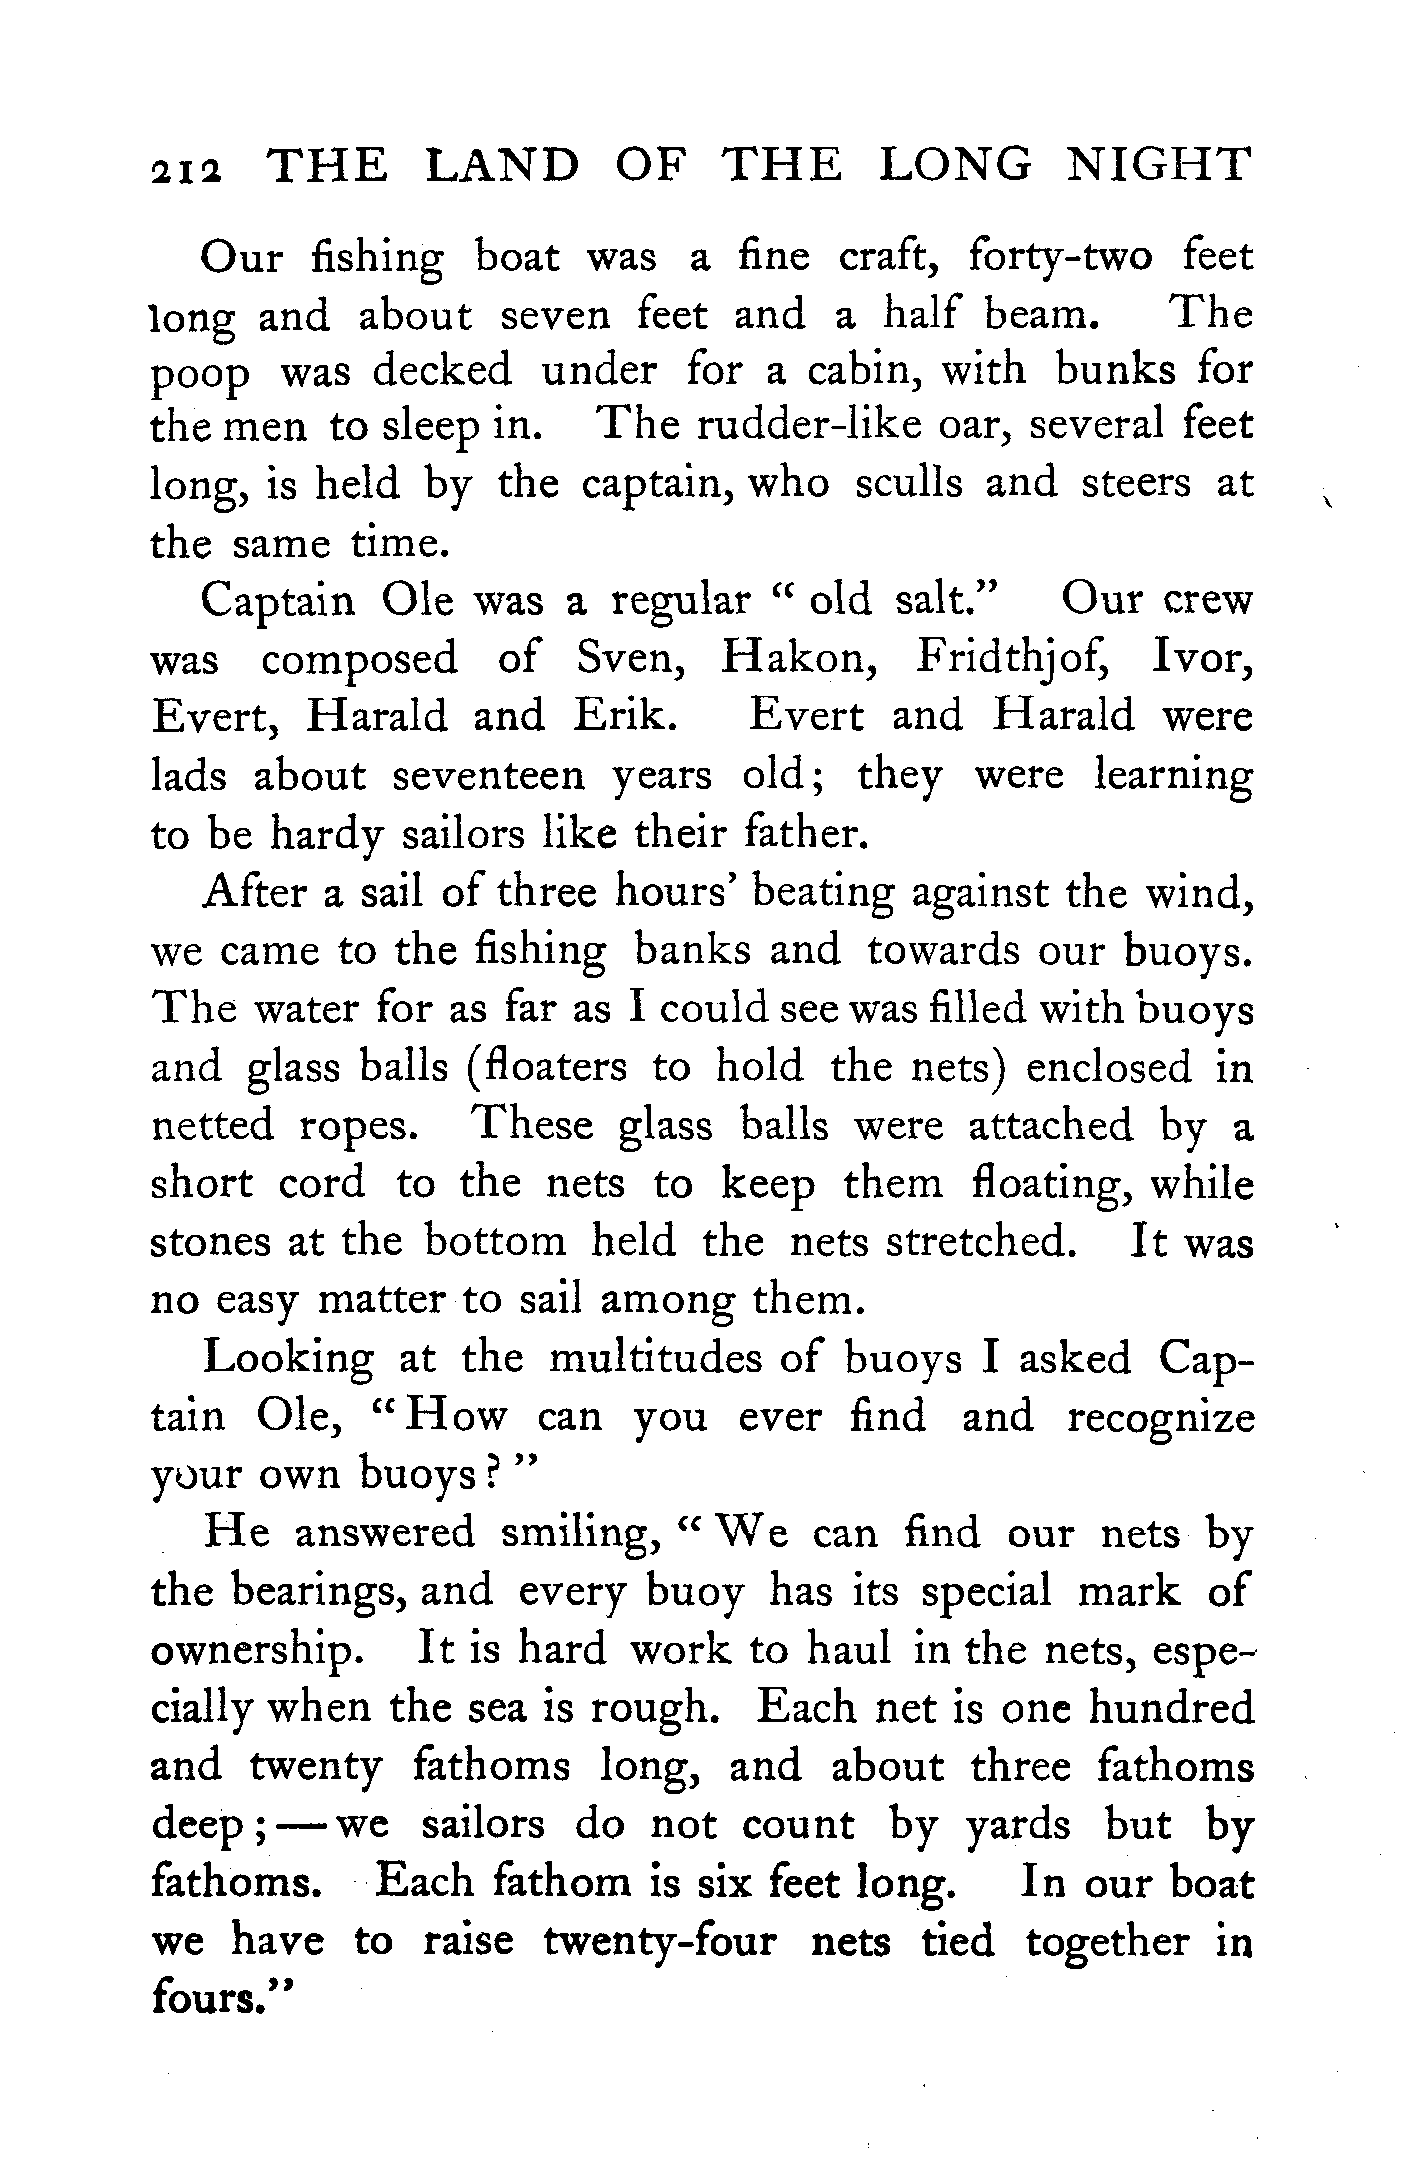 212 THE LAND OF THE LONG NIGHT
Our fishing boat was a fine craft, forty-two feet
long and about seven feet and a half beam. The
poop was decked under for a cabin, with bunks for
the men to sleep in. The rudder-like oar, several feet
long, is held by the captain, who sculls and steers at
the same time.
Captain Ole was a regular “ old salt.” Our crew
was composed of Sven, Hakon, Fridthjof, Ivor,
Evert, Harald and Erik. Evert and Harald were
lads about seventeen years old; they were learning
to be hardy sailors like their father.
After a sail of three hours’ beating against the wind,
we came to the fishing banks and towards our buoys.
The water for as far as I could see was filled with buoys
and glass balls (floaters to hold the nets) enclosed in
netted ropes. These glass balls were attached by a
short cord to the nets to keep them floating, while
stones at the bottom held the nets stretched. It was
no easy matter to sail among them.
Looking at the multitudes of buoys I asked Cap-
tain Ole, “ How can you ever find and recognize
your own buoys ? ”
He answered smiling, “ We can find our nets by
the bearings, and every buoy has its special mark of
ownership. It is hard work to haul in the nets, espe-
cially when the sea is rough. Each net is one hundred
and twenty fathoms long, and about three fathoms
deep ; — we sailors do not count by yards but by
fathoms. Each fathom is six feet long. In our boat
we have to raise twenty-four nets tied together in
fours.”